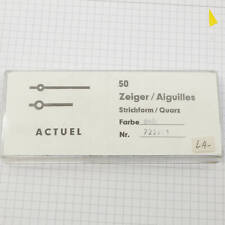 50
Zeiger/Aiguilles
Strichform/Quarz
Farbe
ACTUEL
Nr.